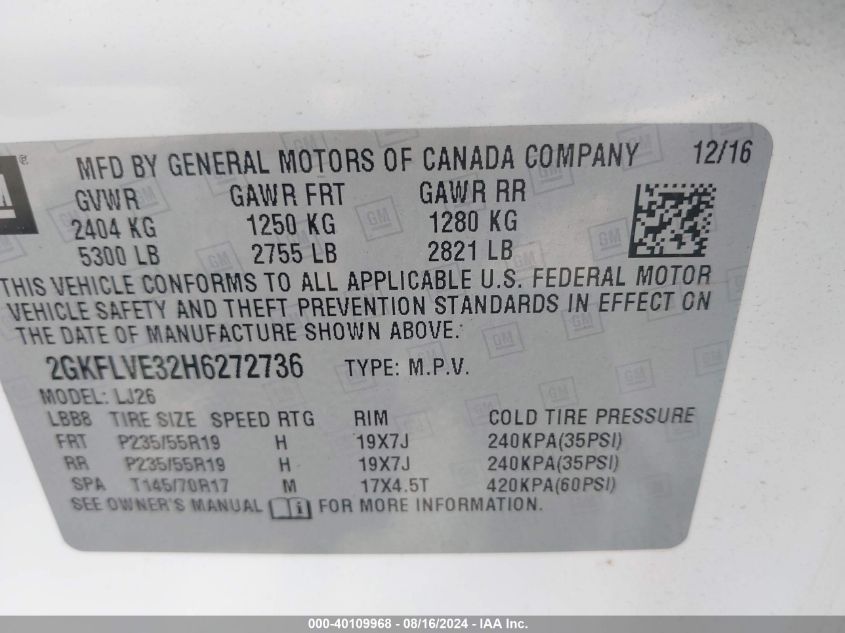 GM ®
MFD BY GENERAL MOTORS OF CANADA COMPANY 12/16
GVWR GAWR FRT GAWR RR
2404 KG 1250 KG 1280 KG
5300 LB 2755 LB 2821 LB
THIS VEHICLE CONFORMS TO ALL APPLICABLE U.S. FEDERAL MOTOR
VEHICLE SAFETY AND THEFT PREVENTION STANDARDS IN EFFECT ON
THE DATE OF MANUFACTURE SHOWN ABOVE.
2GKFLVE32H6272736 TYPE: M.P.V.
MODEL: LJ26
LBB8 TIRE SIZE SPEED RTG RIM COLD TIRE PRESSURE
FRT P235/55R19 H 19X7J 240KPA(35PSI)
RR P235/55R19 H 19X7J 240KPA(35PSI)
SPA T145/70R17 M 17X4.5T 420KPA(60PSI)
SEE OWNER'S MANUAL FOR MORE INFORMATION.
000-40109968 - 08/16/2024 - IAA Inc.